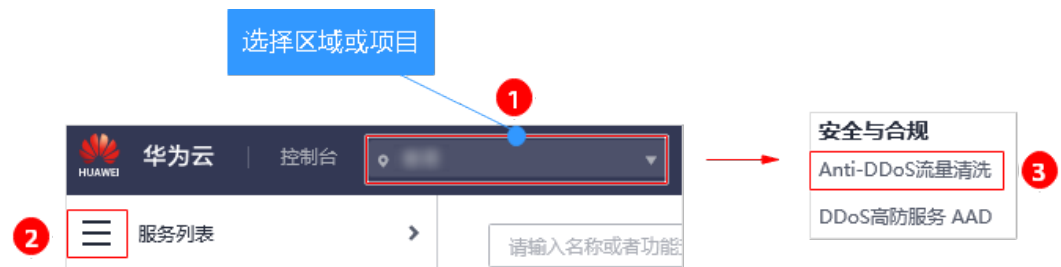 选择区域或项目
1
HUAWEI
华为云
控制台
安全与合规
Anti-DDoS流量清洗
3
DDoS高防服务 AAD
2
服务列表
请输入名称或者功能